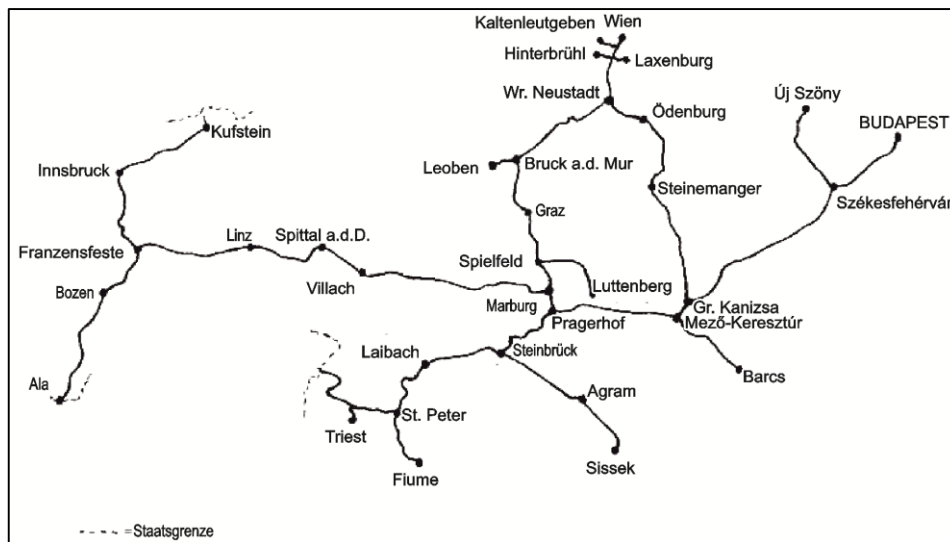 Kaltenleutgeben Wien
Hinterbrühl
Laxenburg
Wr. Neustadt
Ödenburg
Új Szöny
BUDAPEST
Kufstein
Innsbruck
Leoben
Bruck a.d. Mur
Steinemanger
Székesfehérvár
Graz
Franzensfeste
Linz
Spittal a.d.D.
Spielfeld
Villach
Luttenberg
Bozen
Marburg
Gr. Kanizsa
Pragerhof
Mező-Keresztúr
Laibach
Steinbrück
Ala
Barcs
Agram
St. Peter
Triest
Fiume
Sissek
=Staatsgrenze